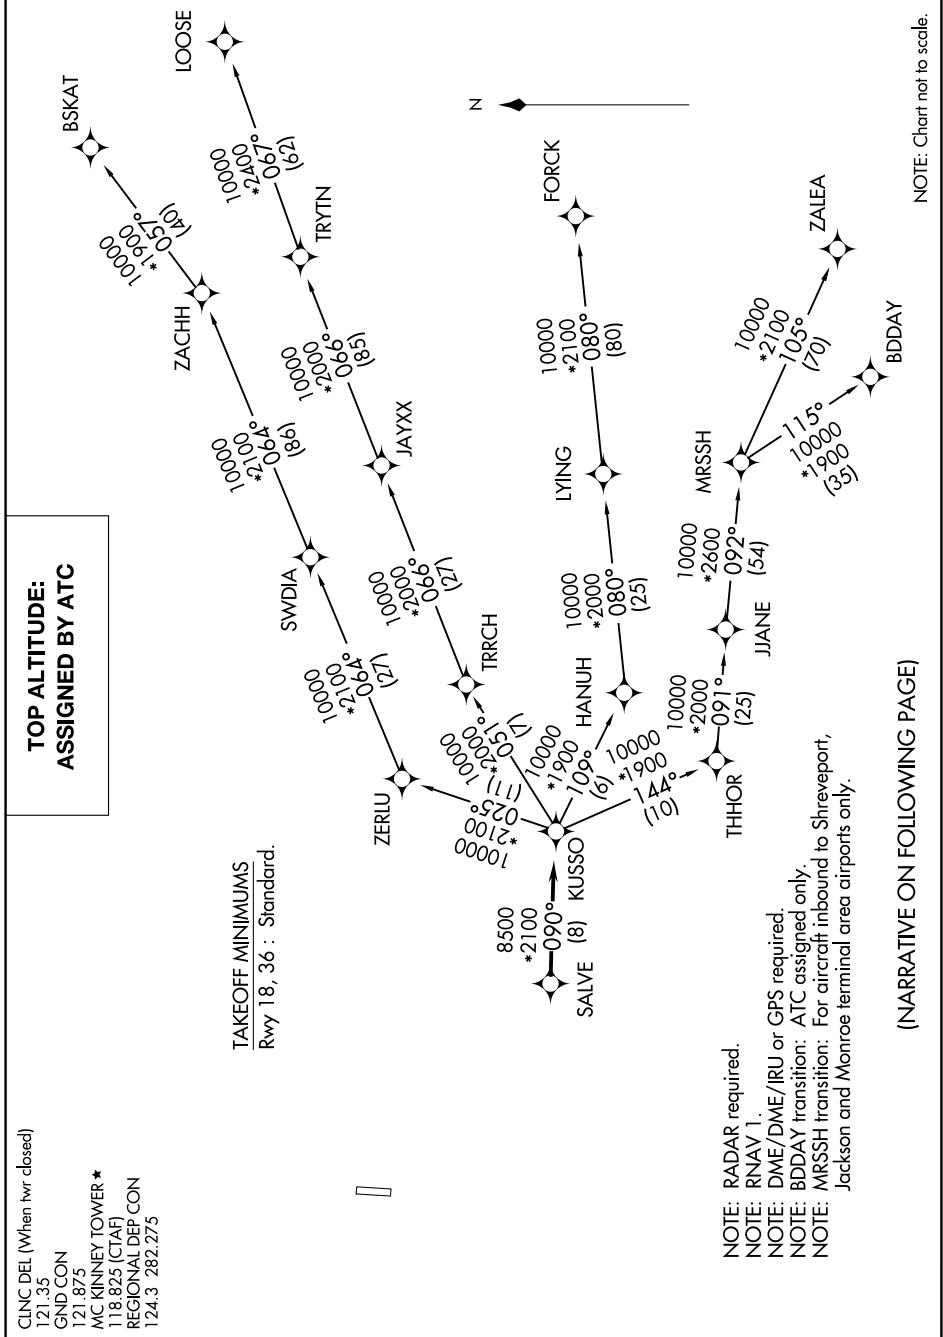 CLNC DEL (When twr closed)
121.35
GND CON
121.875
MC KINNEY TOWER ★
118.825 (CTAF)
REGIONAL DEP CON
124.3 282.275
TOP ALTITUDE:
ASSIGNED BY ATC
TAKEOFF MINIMUMS
Rwy 18, 36 : Standard.
SALVE
8500
*2100
090°
(8)
KUSSO
10000
*2100
025°
(11)
ZERLU
10000
*2100
064°
(27)
SWDIA
10000
*2100
064°
(86)
ZACHH
10000
*1900
057°
(40)
BSKAT
10000
*2000
051°
(7)
TRRCH
10000
*2000
066°
(27)
JAYXX
10000
*2000
066°
(85)
TRYTN
10000
*2400
067°
(62)
LOOSE
N
10000
*1900
109°
(6)
HANUH
10000
*2000
080°
(25)
LYING
10000
*2100
080°
(80)
FORCK
10000
*1900
144°
(10)
THHOR
10000
*2000
091°
(25)
JJANE
10000
*2600
092°
(54)
MRSSH
10000
*2100
105°
(70)
ZALEA
115°
10000
*1900
(35)
BDDAY
NOTE: RADAR required.
NOTE: RNAV 1.
NOTE: DME/DME/IRU or GPS required.
NOTE: BDDAY transition: ATC assigned only.
NOTE: MRSSH transition: For aircraft inbound to Shreveport,
Jackson and Monroe terminal area airports only.
(NARRATIVE ON FOLLOWING PAGE)
NOTE: Chart not to scale.